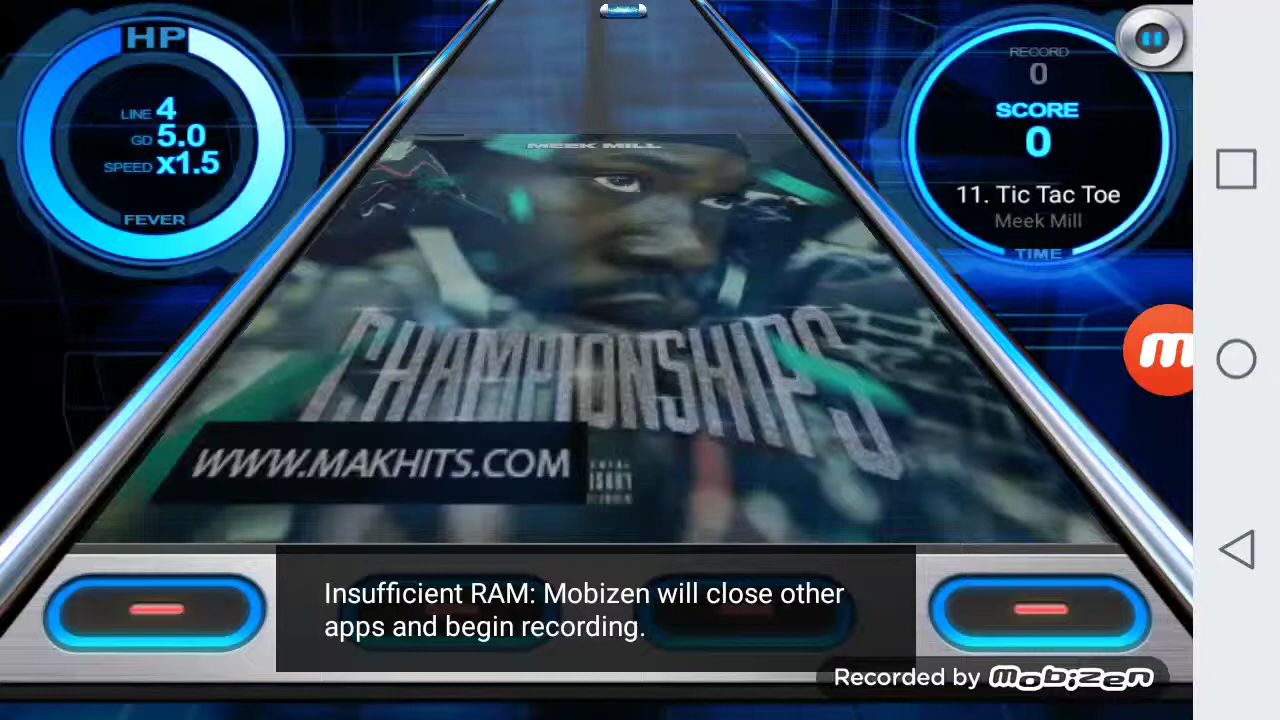 HP
LINE 4
GD 5.0
SPEED x1.5
FEVER
RECORD
0
SCORE
0
11. Tic Tac Toe
Meek Mill
TIME
MEEK MILL
CHAMPIONSHIPS
WWW.MAKHITS.COM
Insufficient RAM: Mobizen will close other
apps and begin recording.
Recorded by mobizen